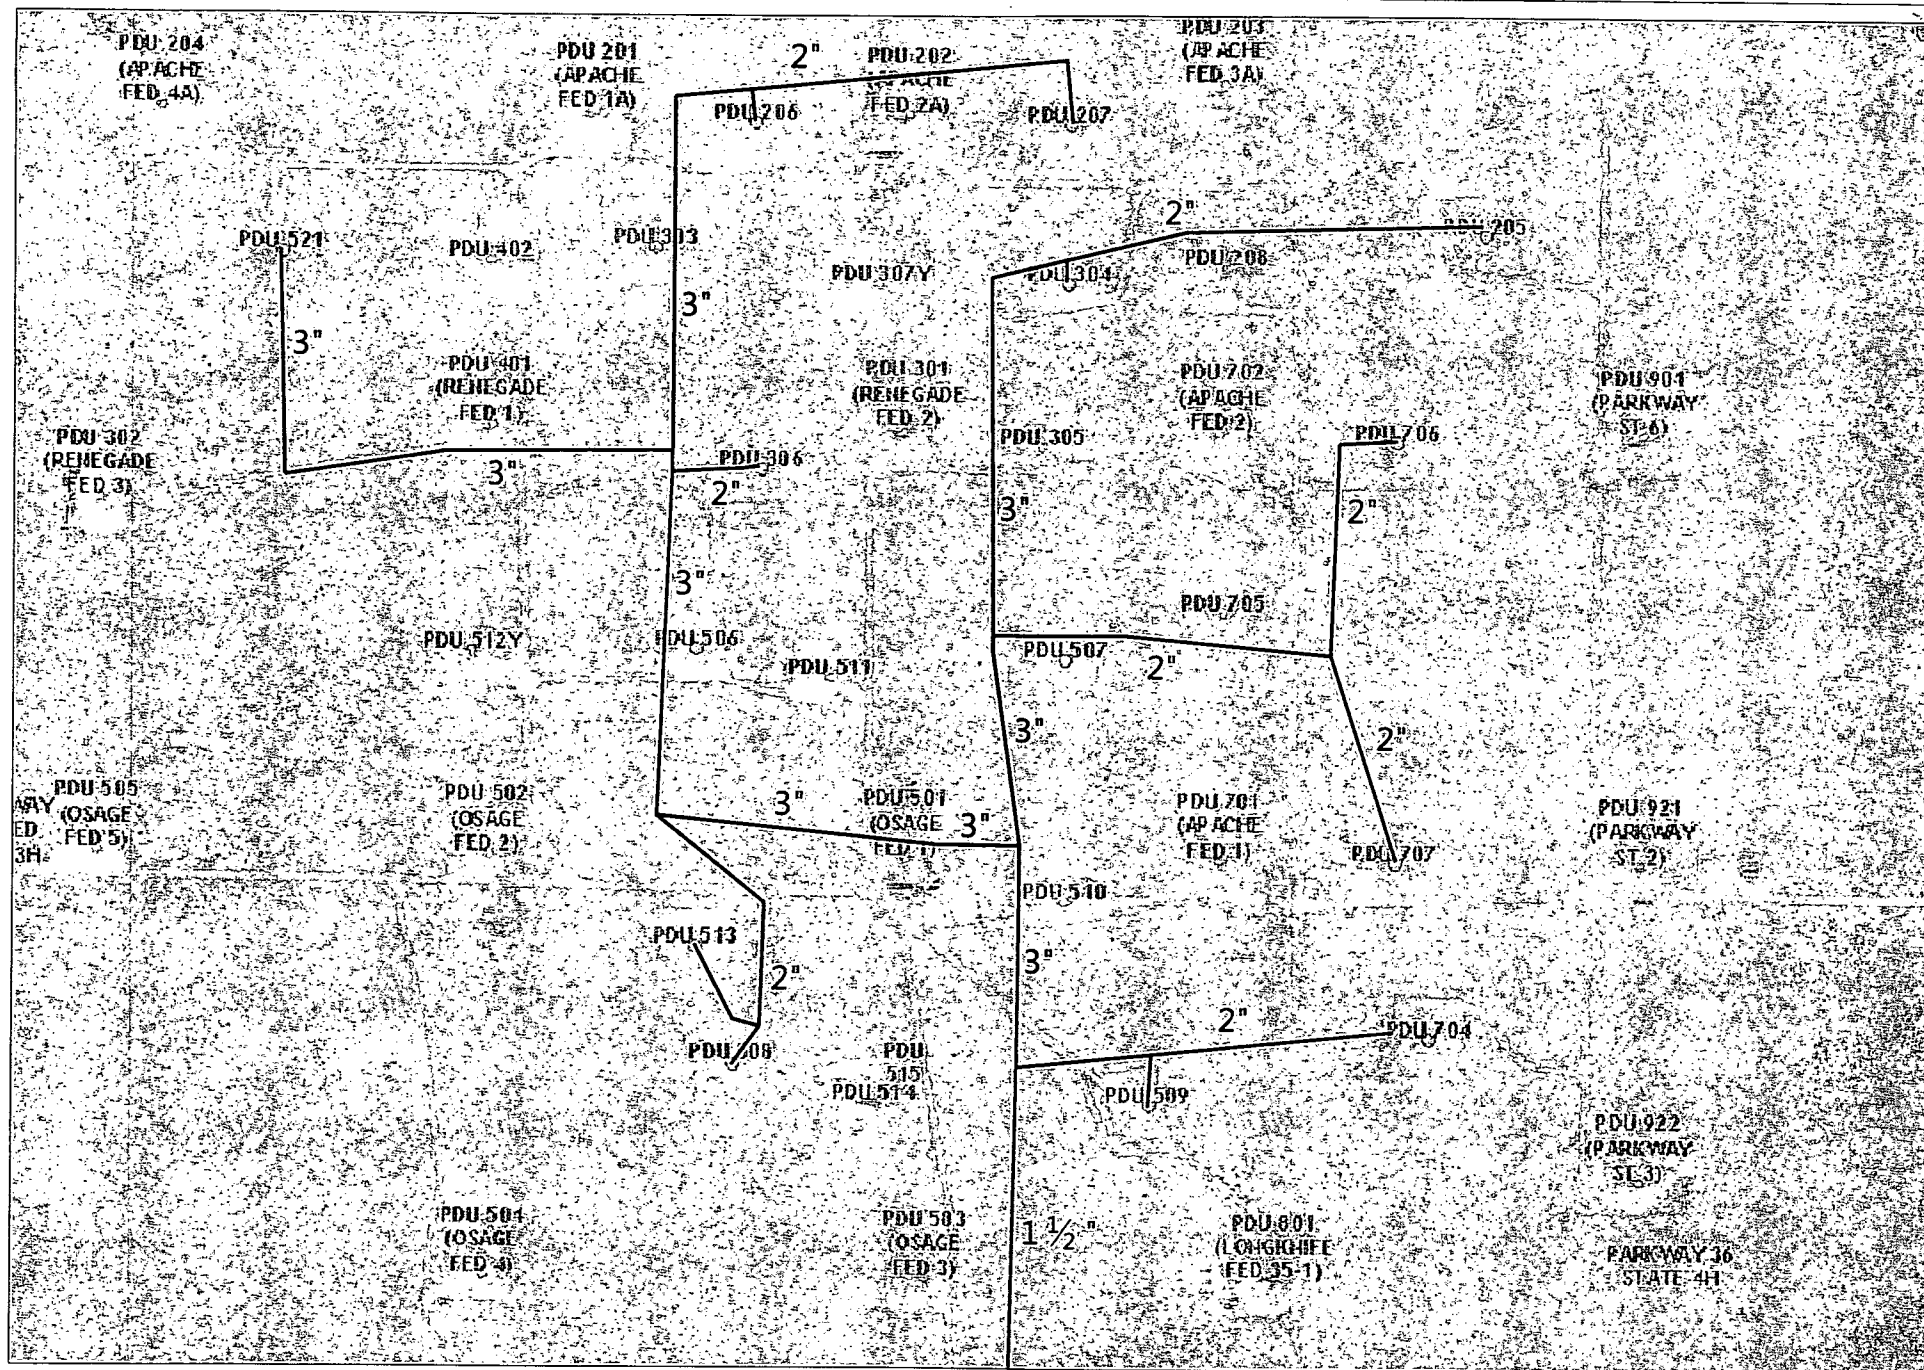 PDU 204
(APACHE
FED 4A)
PDU 201
(APACHE
FED 1A)
2"
PDU 202
(APACHE
FED 2A)
PDU 203
(APACHE
FED 3A)
PDU 206
PDU 207
PDU 521
PDU 402
PDU 303
PDU 307Y
2"
PDU 205
PDU 304
PDU 208
3"
3"
PDU 401
(RENEGADE
FED 1)
PDU 301
(RENEGADE
FED 2)
PDU 702
(APACHE
FED 2)
PDU 901
(PARKWAY
ST 6)
PDU 302
(RENEGADE
FED 3)
3"
PDU 306
2"
PDU 305
3"
PDU 706
2"
3"
PDU 705
PDU 512Y
PDU 506
PDU 511
PDU 507
2"
3"
2"
WAY
ED
3H
PDU 505
(OSAGE
FED 5)
PDU 502
(OSAGE
FED 2)
3"
PDU 501
(OSAGE
FED 1)
3"
PDU 701
(APACHE
FED 1)
PDU 707
PDU 921
(PARKWAY
ST 2)
PDU 510
PDU 513
2"
3"
2"
PDU 704
PDU 508
PDU
515
PDU 514
PDU 509
PDU 922
(PARKWAY
ST 3)
PDU 504
(OSAGE
FED 4)
PDU 503
(OSAGE
FED 3)
1 ½"
PDU 801
(LONGKNIFE
FED 35-1)
PARKWAY 36
STATE 4H